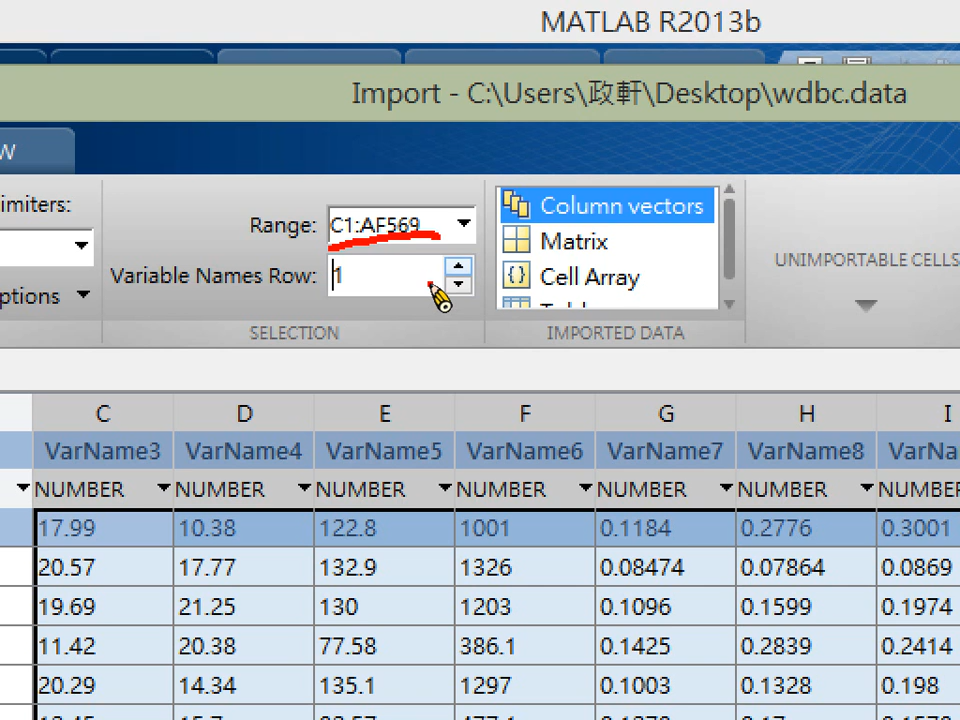 MATLAB R2013b
Import - C:\Users\政軒\Desktop\wdbc.data
W
imiters:
Range: C1:AF569
Variable Names Row: 1
ptions
SELECTION
Column vectors
Matrix
Cell Array
IMPORTED DATA
UNIMPORTABLE CELLS
C D E F G H I
VarName3 VarName4 VarName5 VarName6 VarName7 VarName8 VarNa
NUMBER NUMBER NUMBER NUMBER NUMBER NUMBER NUMBER
17.99 10.38 122.8 1001 0.1184 0.2776 0.3001
20.57 17.77 132.9 1326 0.08474 0.07864 0.0869
19.69 21.25 130 1203 0.1096 0.1599 0.1974
11.42 20.38 77.58 386.1 0.1425 0.2839 0.2414
20.29 14.34 135.1 1297 0.1003 0.1328 0.198